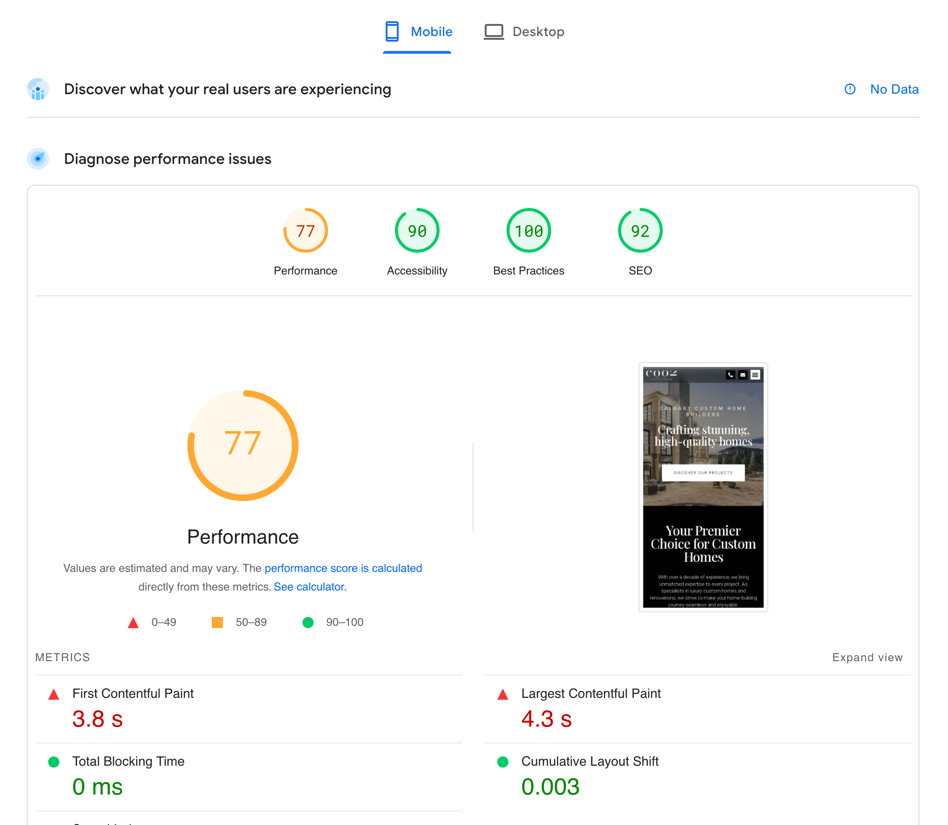 Mobile
Desktop
Discover what your real users are experiencing
No Data
Diagnose performance issues
77
90
100
92
Performance
Accessibility
Best Practices
SEO
77
Performance
Values are estimated and may vary. The performance score is calculated
directly from these metrics. See calculator.
0–49
50–89
90–100
CALGARY CUSTOM HOME
BUILDERS
Crafting stunning,
high-quality homes
DISCOVER OUR PROJECTS
Your Premier
Choice for Custom
Homes
With over a decade of experience, we bring
unmatched expertise to every project. As
specialists in luxury custom homes and
renovations, we strive to make your home building
journey seamless and enjoyable
METRICS
Expand view
First Contentful Paint
3.8 s
Largest Contentful Paint
4.3 s
Total Blocking Time
0 ms
Cumulative Layout Shift
0.003